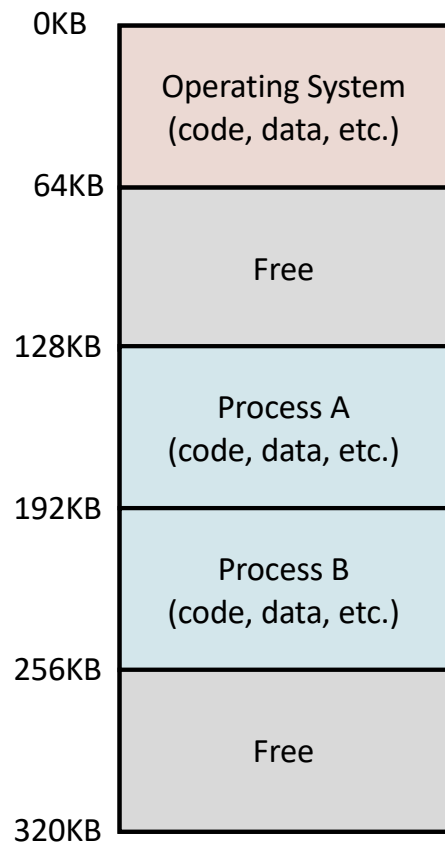 0KB
Operating System
(code, data, etc.)
64KB
Free
128KB
Process A
(code, data, etc.)
192KB
Process B
(code, data, etc.)
256KB
Free
320KB